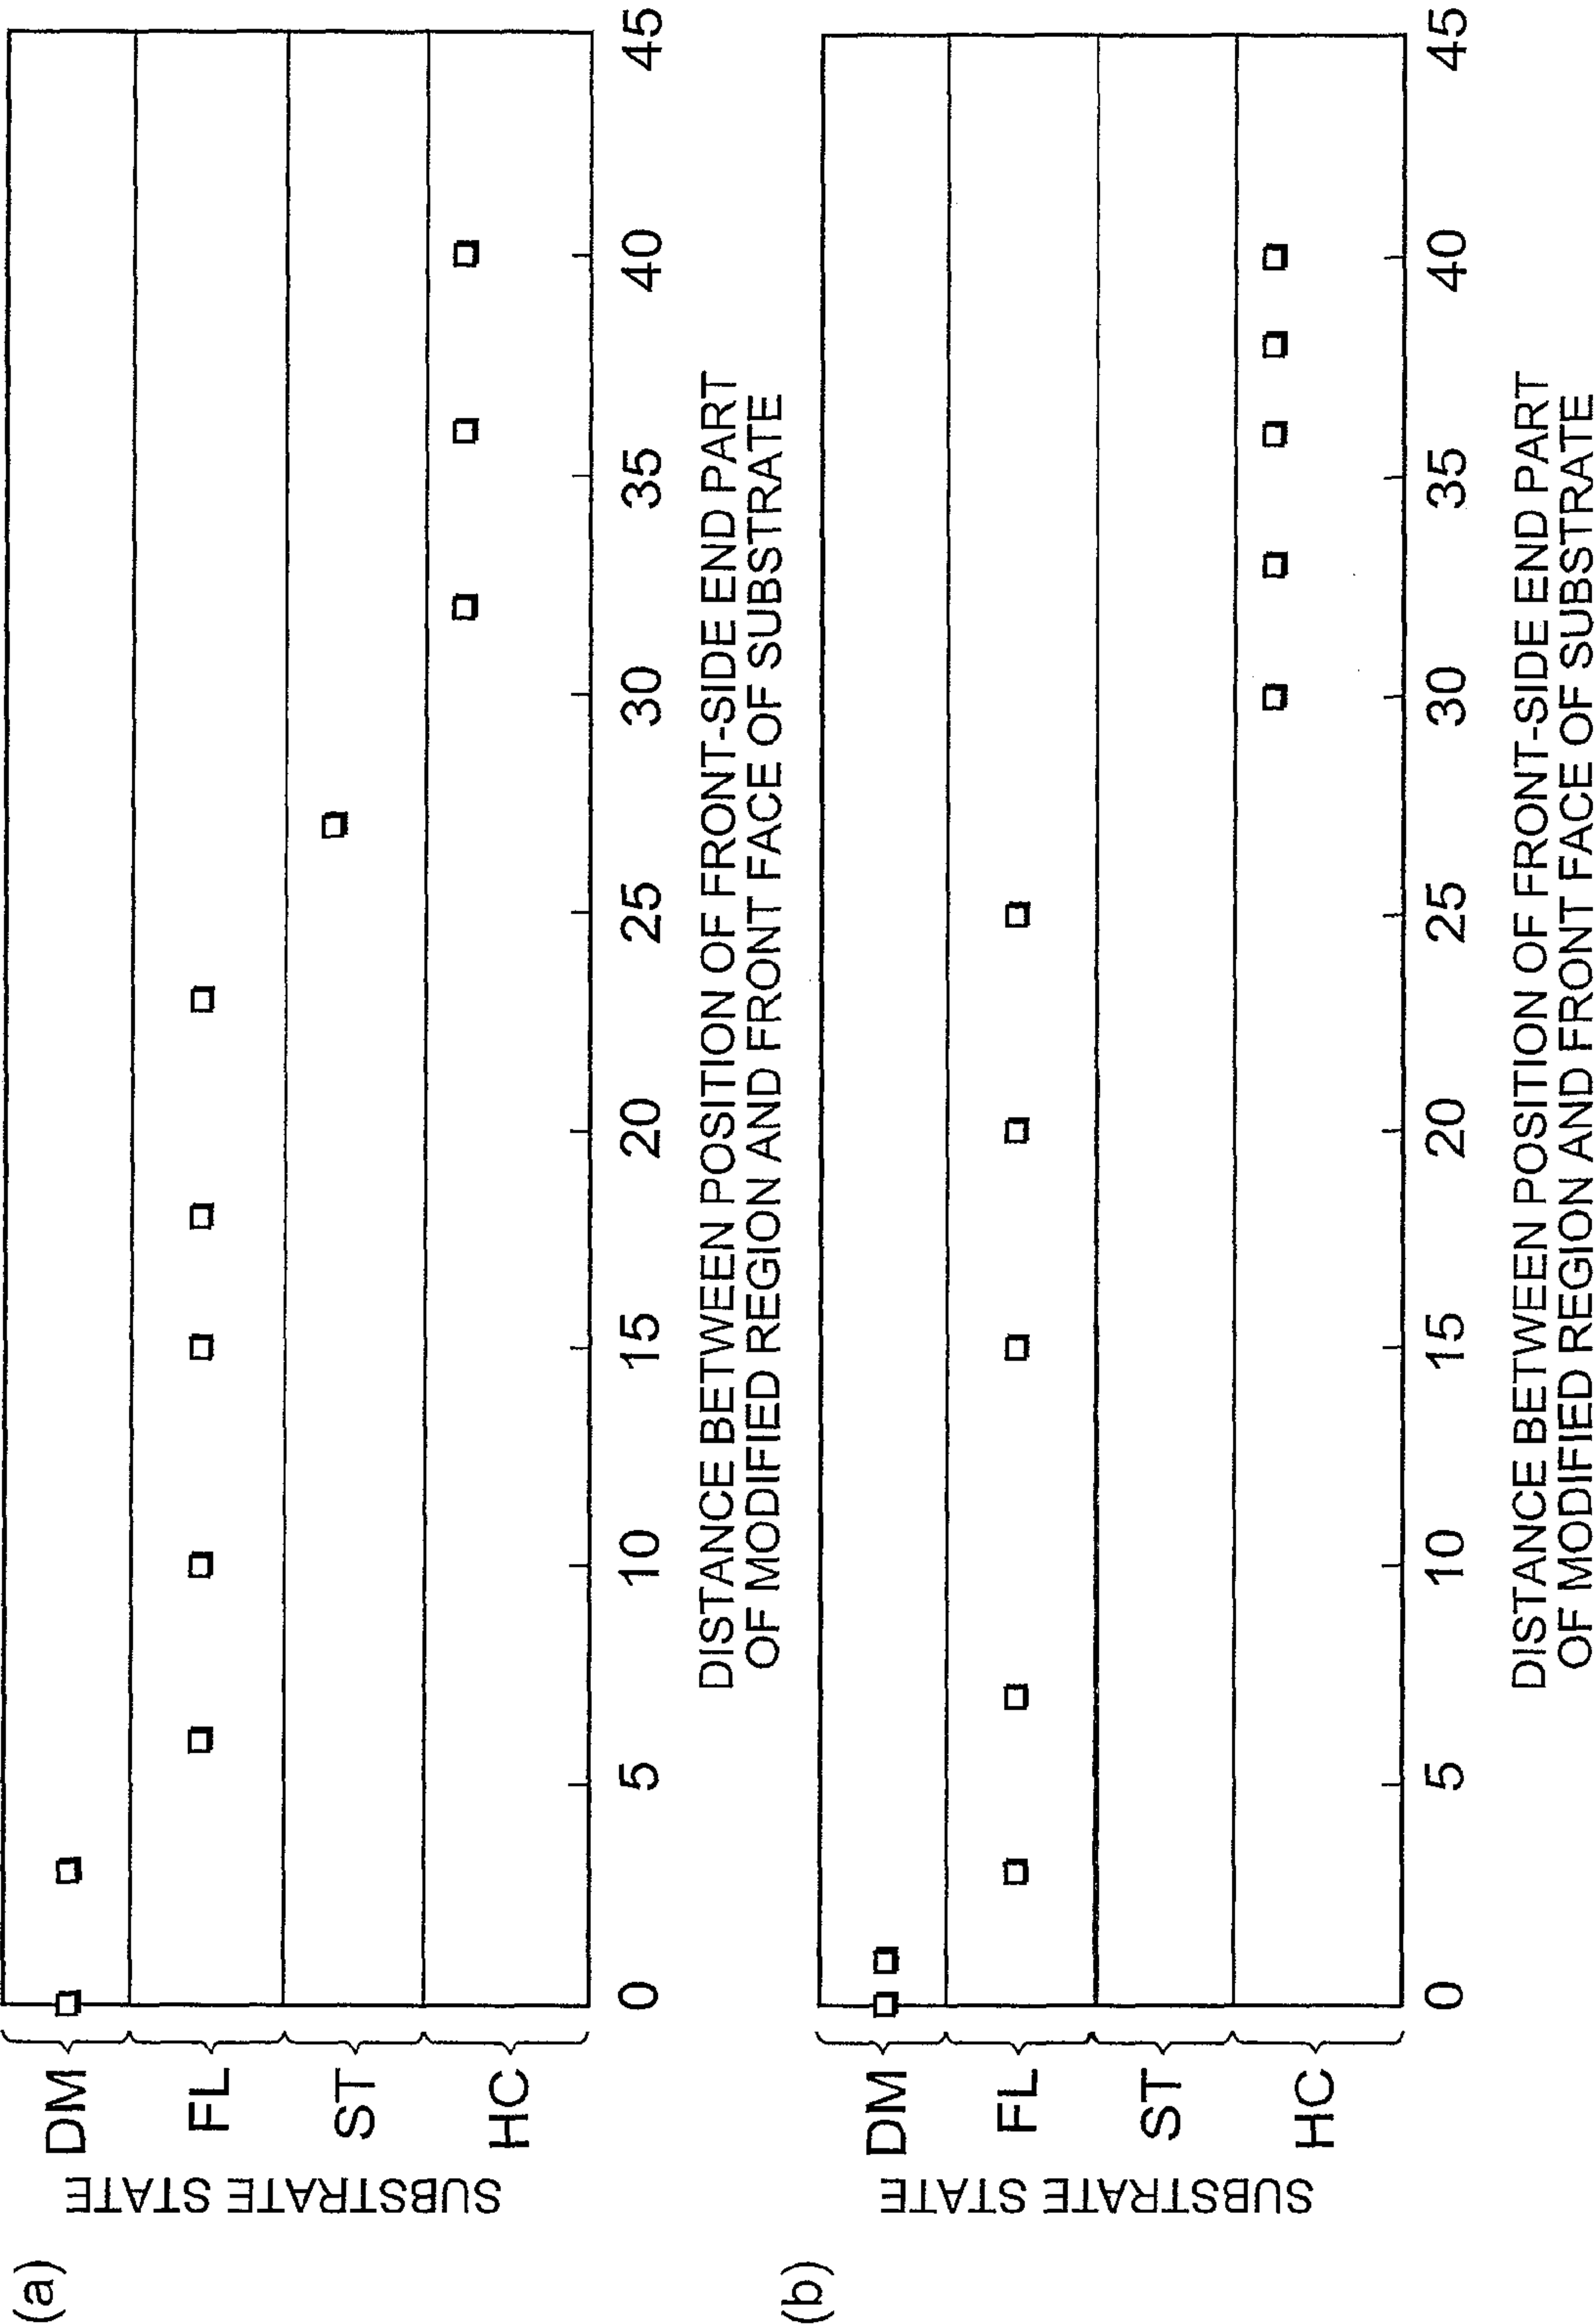 (a)
SUBSTRATE STATE
DM
FL
ST
HC
0 5 10 15 20 25 30 35 40 45
DISTANCE BETWEEN POSITION OF FRONT-SIDE END PART
OF MODIFIED REGION AND FRONT FACE OF SUBSTRATE
(b)
SUBSTRATE STATE
DM
FL
ST
HC
0 5 10 15 20 25 30 35 40 45
DISTANCE BETWEEN POSITION OF FRONT-SIDE END PART
OF MODIFIED REGION AND FRONT FACE OF SUBSTRATE